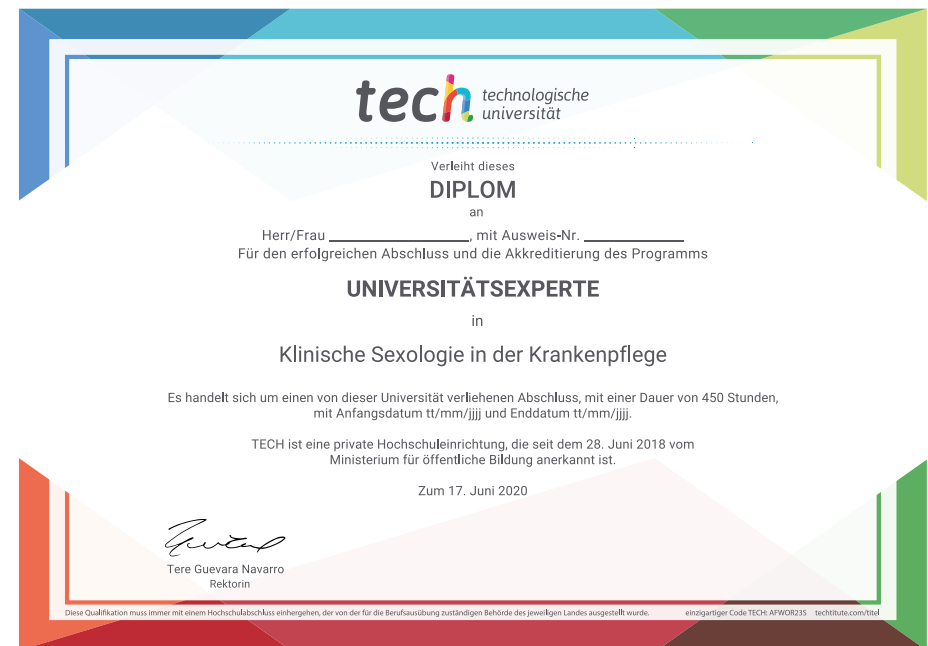 tech technologische
universität
Verleiht dieses
DIPLOM
an
Herr/Frau ____________________, mit Ausweis-Nr. ______________
Für den erfolgreichen Abschluss und die Akkreditierung des Programms
UNIVERSITÄTSEXPERTE
in
Klinische Sexologie in der Krankenpflege
Es handelt sich um einen von dieser Universität verliehenen Abschluss, mit einer Dauer von 450 Stunden,
mit Anfangsdatum tt/mm/jjjj und Enddatum tt/mm/jjjj.
TECH ist eine private Hochschuleinrichtung, die seit dem 28. Juni 2018 vom
Ministerium für öffentliche Bildung anerkannt ist.
Zum 17. Juni 2020
Tere Guevara Navarro
Rektorin
Diese Qualifikation muss immer mit einem Hochschulabschluss einhergehen, der von der für die Berufsausübung zuständigen Behörde des jeweiligen Landes ausgestellt wurde. einzigartiger Code TECH: AFWOR23S techtitute.com/titel